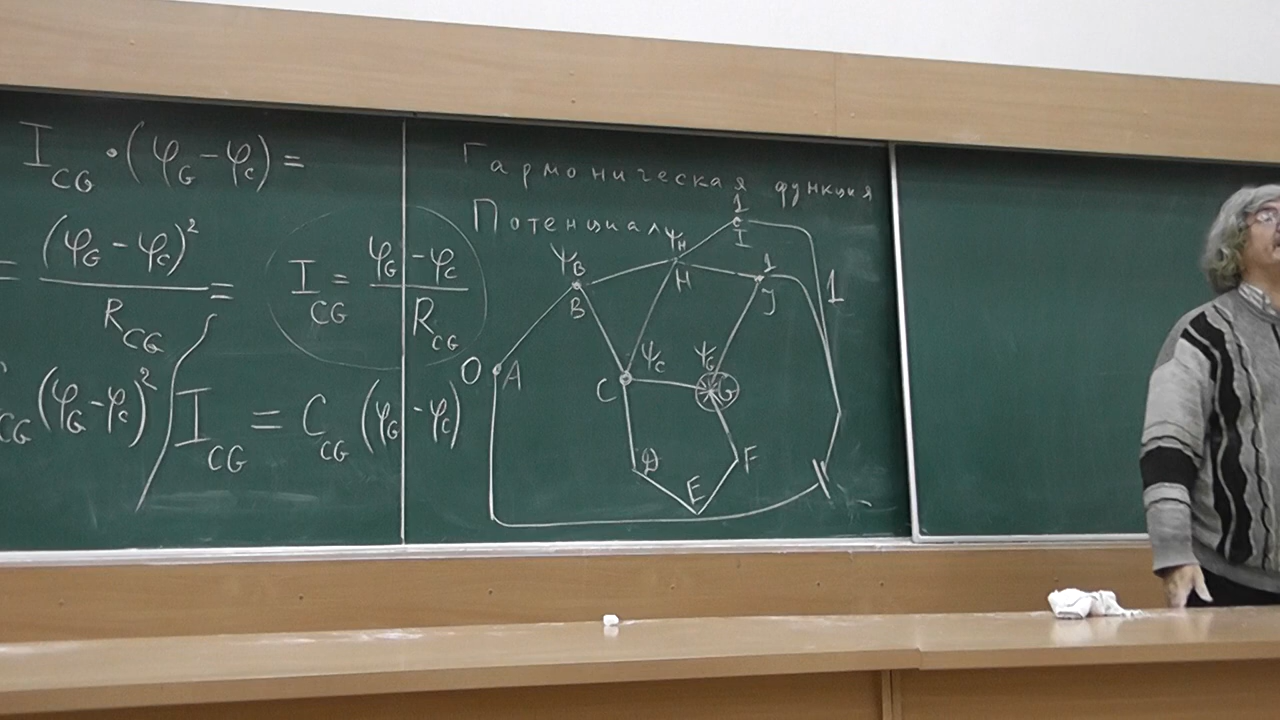 I_CG · (φ_G − φ_C) =
= (φ_G − φ_C)² / R_CG =
C_CG (φ_G − φ_C)²
I_CG = (φ_G − φ_C) / R_CG
I_CG = C_CG (φ_G − φ_C)
Гармоническая функция
Потенциал
1
I
φ_H
H
1
J
1
φ_B
B
0 A
C
φ_C
φ_G
G
D
E
F